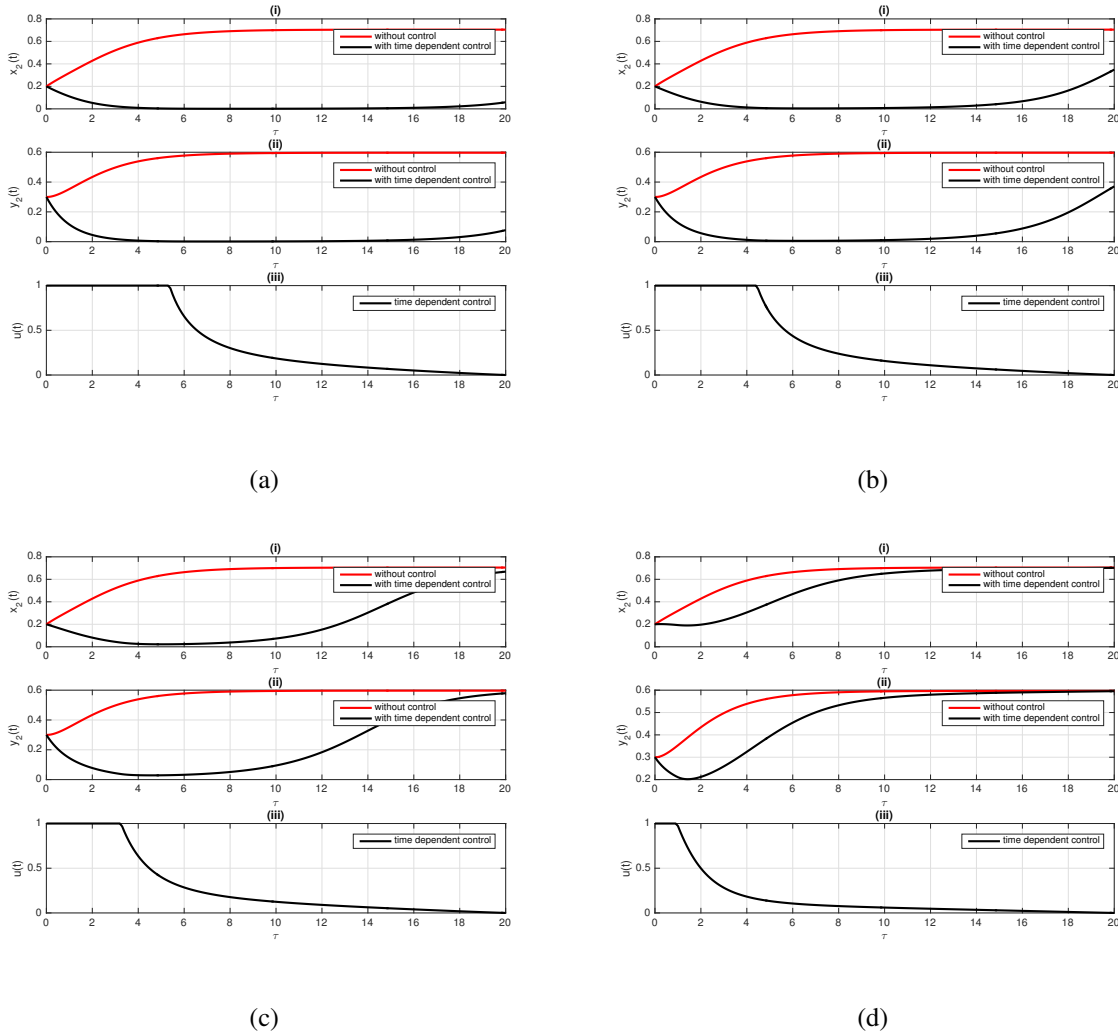 (i)
0.8
0.6
0.4
0.2
0
x2(t)
without control
with time dependent control
0 2 4 6 8 10 12 14 16 18 20
τ
(ii)
0.6
0.4
0.2
0
y2(t)
without control
with time dependent control
0 2 4 6 8 10 12 14 16 18 20
τ
(iii)
1
0.5
0
u(t)
time dependent control
0 2 4 6 8 10 12 14 16 18 20
τ
(a)
(i)
0.8
0.6
0.4
0.2
0
x2(t)
without control
with time dependent control
0 2 4 6 8 10 12 14 16 18 20
τ
(ii)
0.6
0.4
0.2
0
y2(t)
without control
with time dependent control
0 2 4 6 8 10 12 14 16 18 20
τ
(iii)
1
0.5
0
u(t)
time dependent control
0 2 4 6 8 10 12 14 16 18 20
τ
(b)
(i)
0.8
0.6
0.4
0.2
0
x2(t)
without control
with time dependent control
0 2 4 6 8 10 12 14 16 18 20
τ
(ii)
0.6
0.4
0.2
0
y2(t)
without control
with time dependent control
0 2 4 6 8 10 12 14 16 18 20
τ
(iii)
1
0.5
0
u(t)
time dependent control
0 2 4 6 8 10 12 14 16 18 20
τ
(c)
(i)
0.8
0.6
0.4
0.2
0
x2(t)
without control
with time dependent control
0 2 4 6 8 10 12 14 16 18 20
τ
(ii)
0.6
0.5
0.4
0.3
0.2
y2(t)
without control
with time dependent control
0 2 4 6 8 10 12 14 16 18 20
τ
(iii)
1
0.5
0
u(t)
time dependent control
0 2 4 6 8 10 12 14 16 18 20
τ
(d)